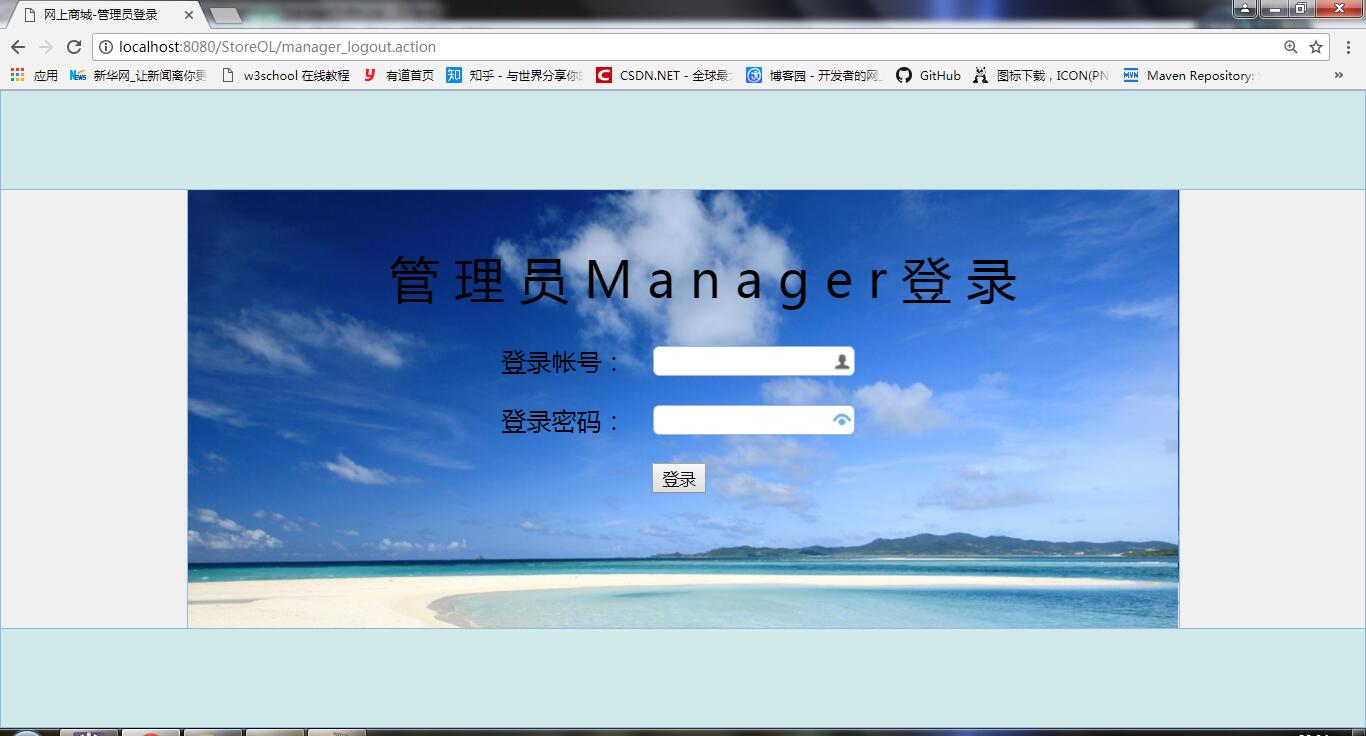 网上商城-管理员登录
localhost:8080/StoreOL/manager_logout.action
应用 News 新华网_让新闻离你更 w3school 在线教程 y 有道首页 知 知乎 - 与世界分享你 C CSDN.NET - 全球最 博客园 - 开发者的网 GitHub 图标下载，ICON(PN MVN Maven Repository: »
管理员Manager登录
登录帐号：
登录密码：
登录